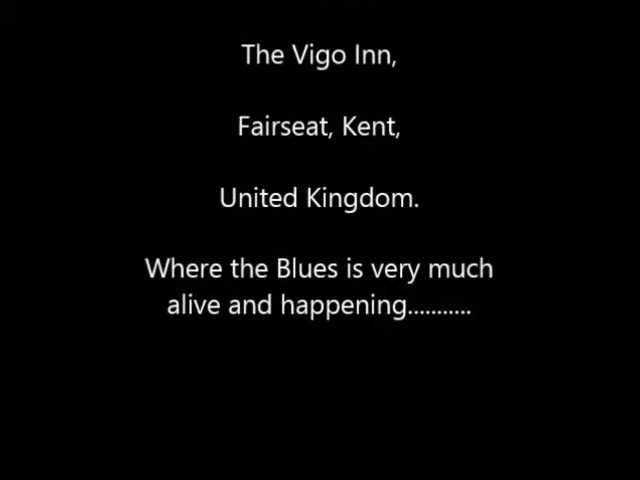 The Vigo Inn,
Fairseat, Kent,
United Kingdom.
Where the Blues is very much
alive and happening...........